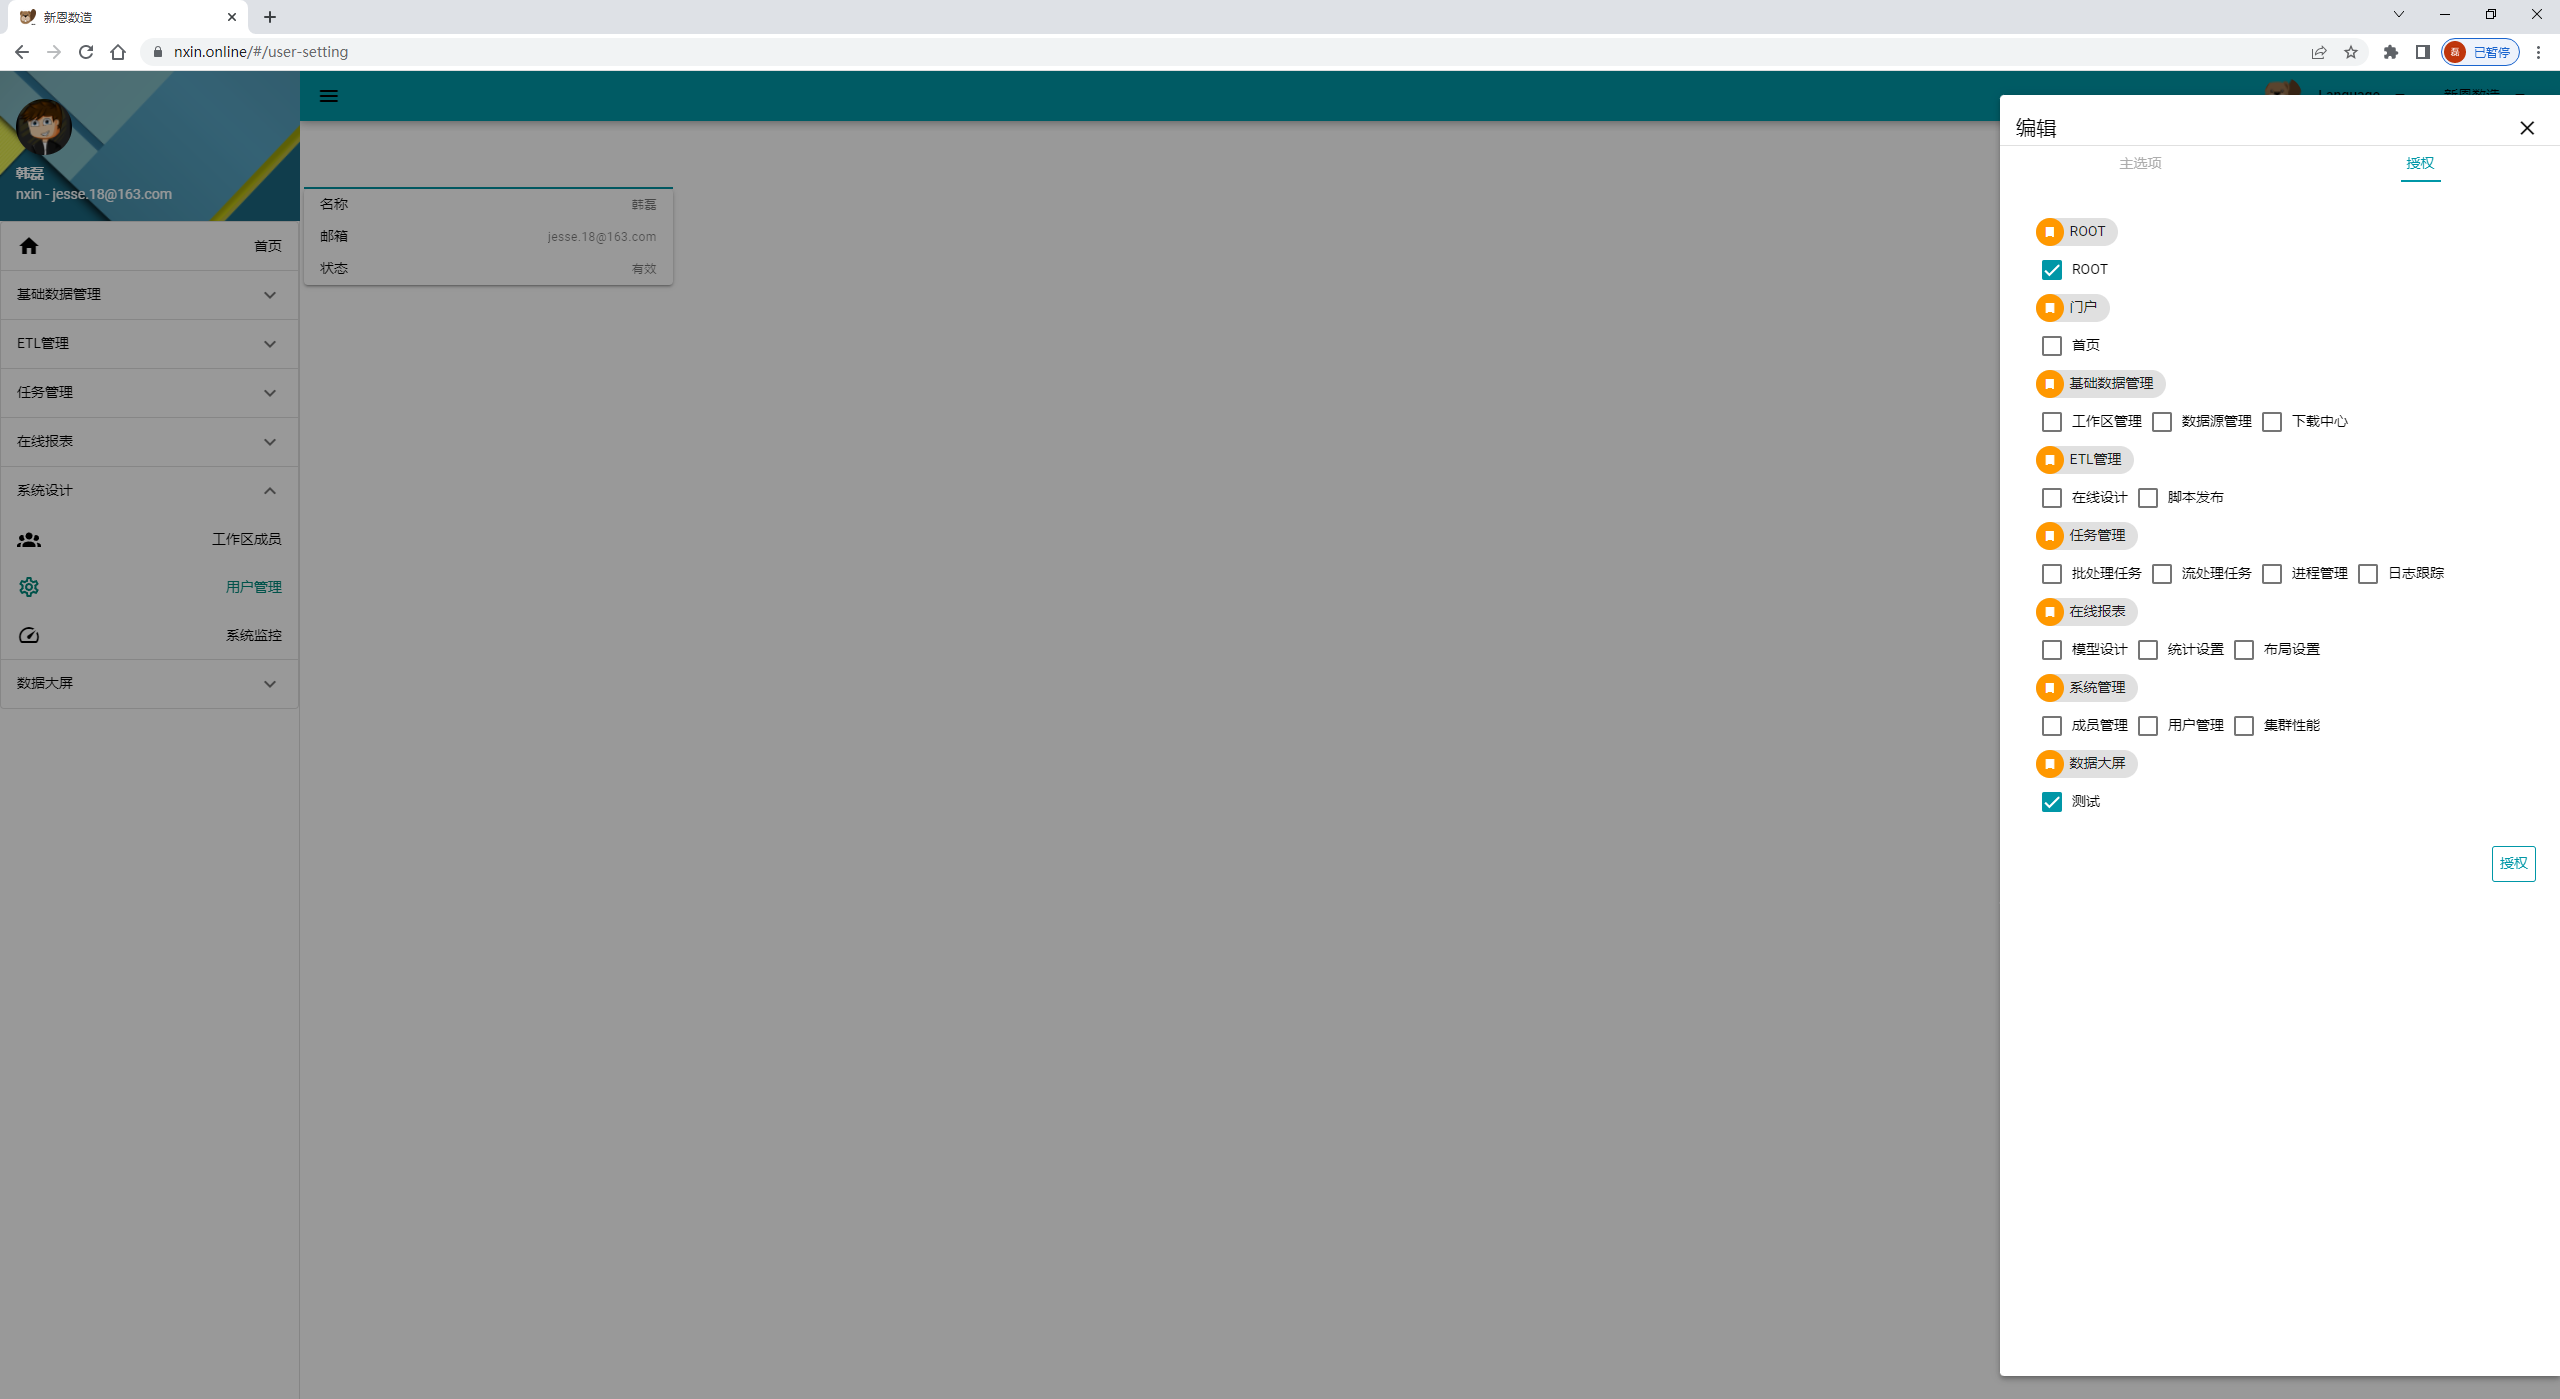 新恩数造
nxin.online/#/user-setting
磊 已暂停
韩磊
nxin - jesse.18@163.com
首页
基础数据管理
ETL管理
任务管理
在线报表
系统设计
工作区成员
用户管理
系统监控
数据大屏
Language 新恩数造
名称 韩磊
邮箱 jesse.18@163.com
状态 有效
编辑
主选项 授权
ROOT
ROOT
门户
首页
基础数据管理
工作区管理 数据源管理 下载中心
ETL管理
在线设计 脚本发布
任务管理
批处理任务 流处理任务 进程管理 日志跟踪
在线报表
模型设计 统计设置 布局设置
系统管理
成员管理 用户管理 集群性能
数据大屏
测试
授权